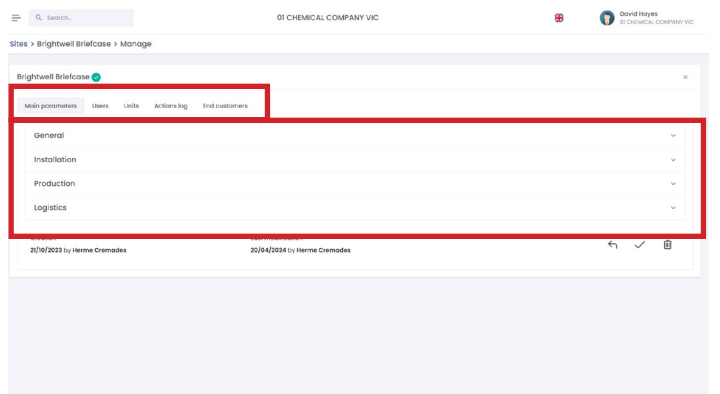 Search..
01 CHEMICAL COMPANY VIC
David Hayes
01 CHEMICAL COMPANY VIC
Sites > Brightwell Briefcase > Manage
Brightwell Briefcase
×
Main parameters Users Units Actions log End customers
General
Installation
Production
Logistics
21/10/2023 by Herme Cremades
20/04/2024 by Herme Cremades